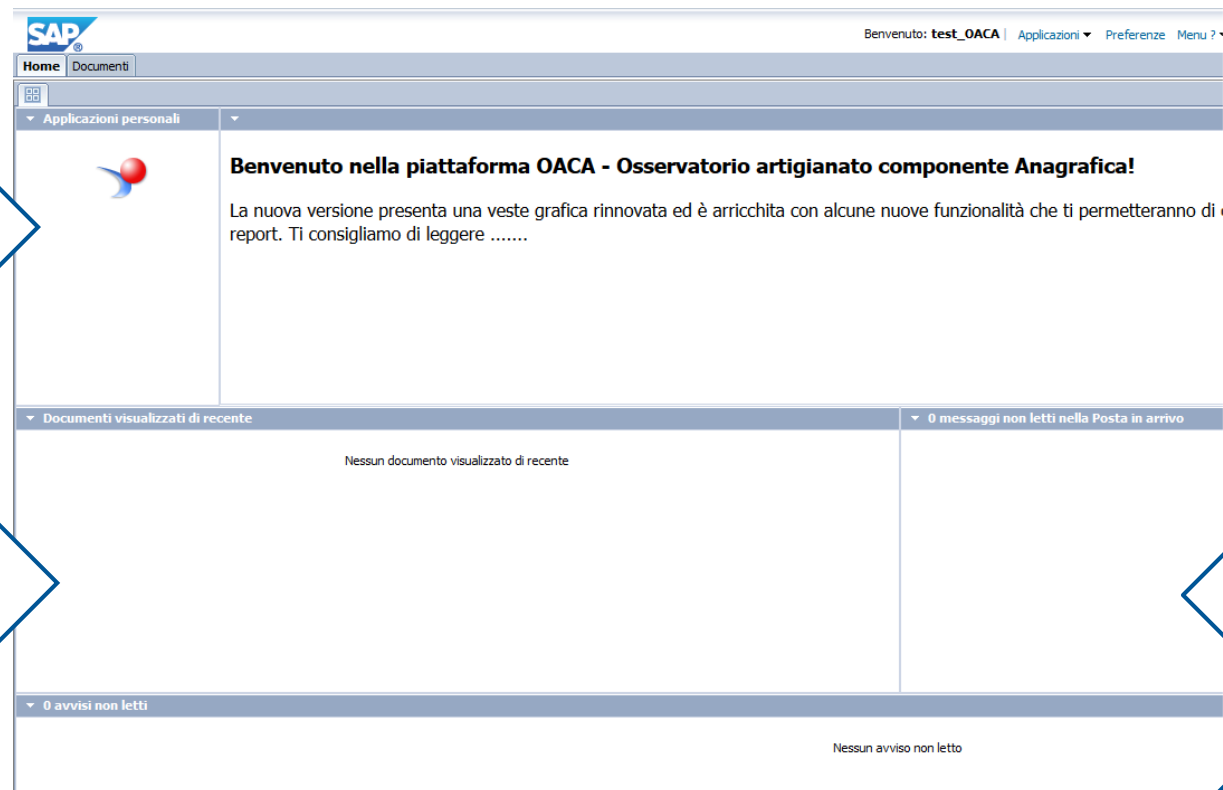 SAP®
Benvenuto: test_OACA | Applicazioni Preferenze Menu ?
Home Documenti
Applicazioni personali
Benvenuto nella piattaforma OACA - Osservatorio artigianato componente Anagrafica!
La nuova versione presenta una veste grafica rinnovata ed è arricchita con alcune nuove funzionalità che ti permetteranno di
report. Ti consigliamo di leggere .......
Documenti visualizzati di recente
0 messaggi non letti nella Posta in arrivo
Nessun documento visualizzato di recente
0 avvisi non letti
Nessun avviso non letto